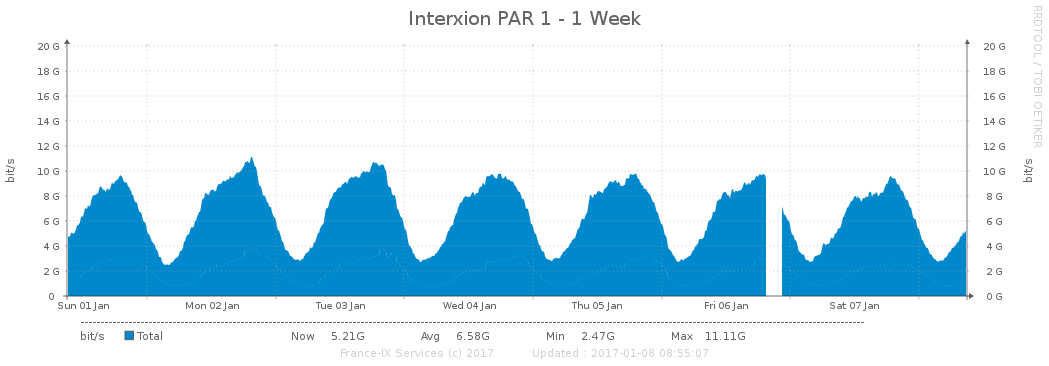 Interxion PAR 1 - 1 Week
RRDTOOL / TOBI OETIKER
bit/s
20 G 20 G
18 G 18 G
16 G 16 G
14 G 14 G
12 G 12 G
10 G 10 G
8 G 8 G
6 G 6 G
4 G 4 G
2 G 2 G
0 0 G
bit/s
Sun 01 Jan Mon 02 Jan Tue 03 Jan Wed 04 Jan Thu 05 Jan Fri 06 Jan Sat 07 Jan
bit/s Total Now 5.21G Avg 6.58G Min 2.47G Max 11.11G
France-IX Services (c) 2017 Updated : 2017-01-08 08:55:07